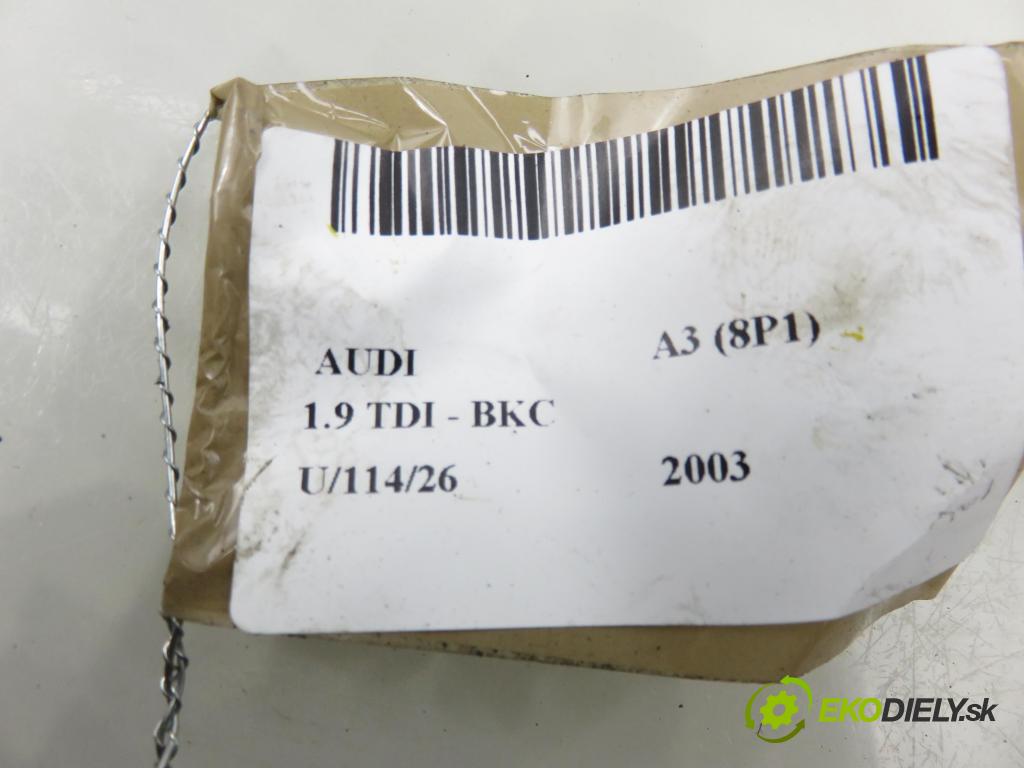 AUDI A3 (8P1)
1.9 TDI - BKC
U/114/26 2003
EKODIELY.sk